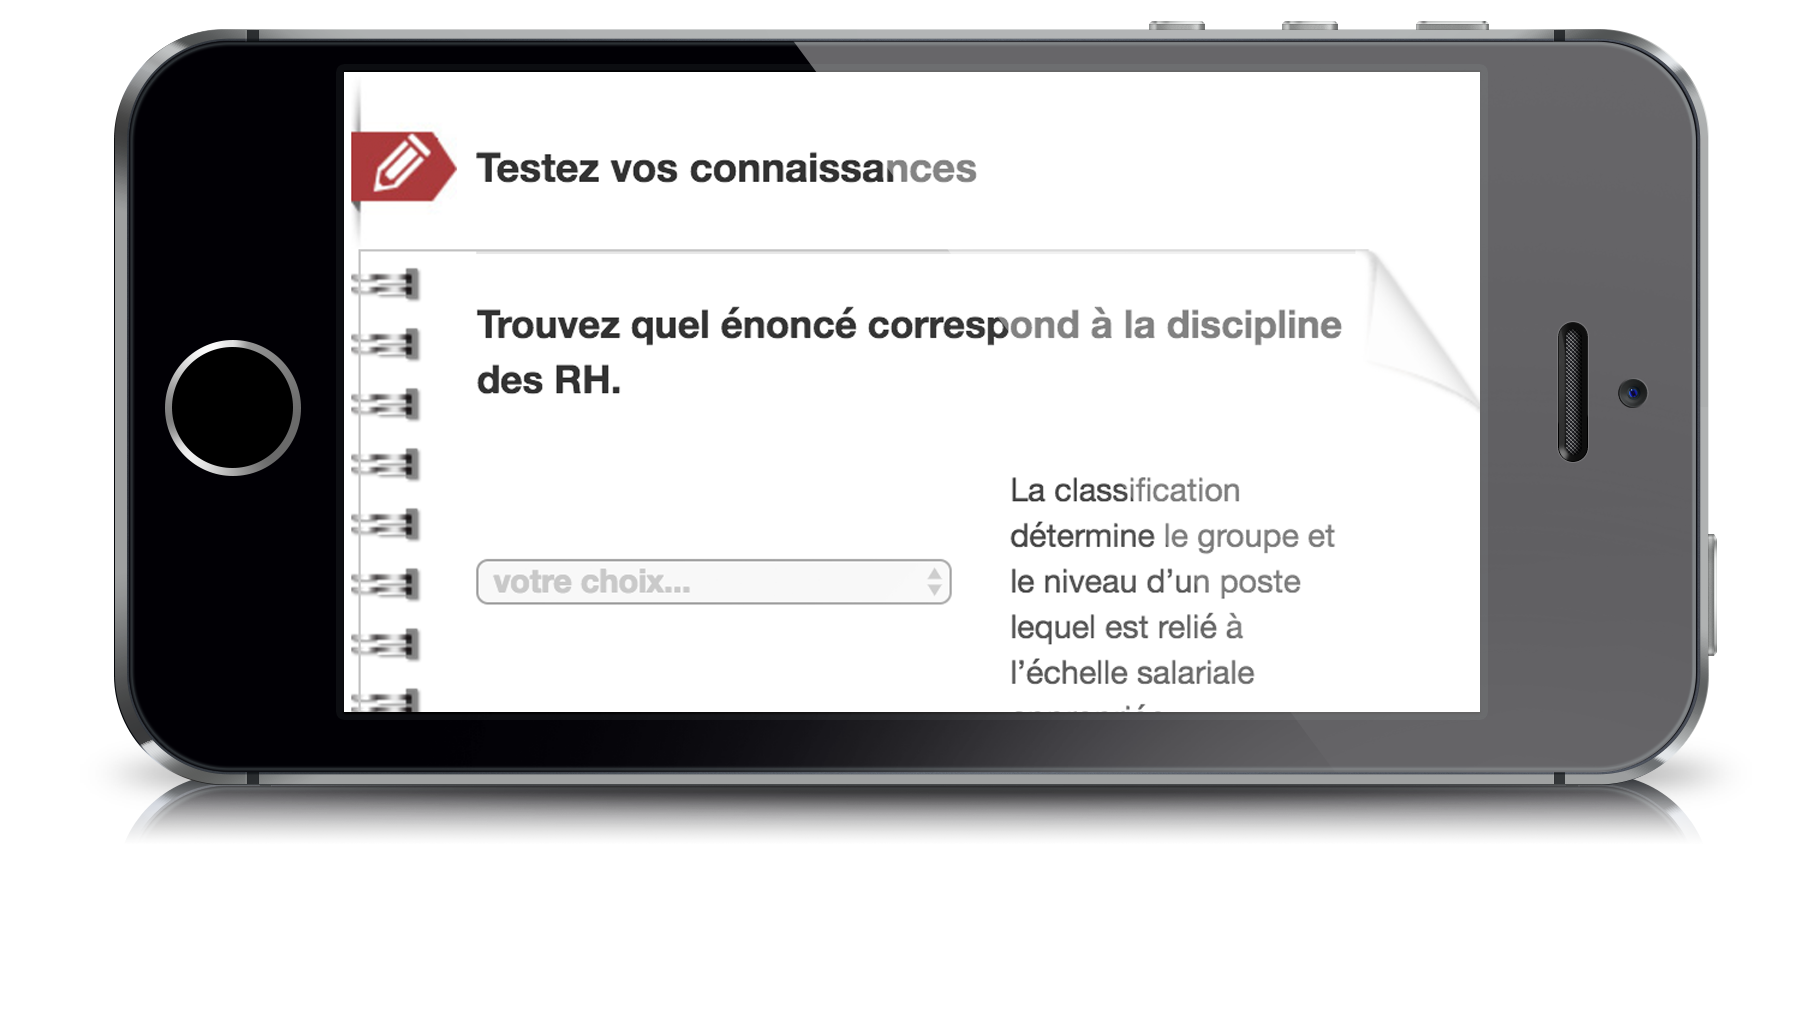 Testez vos connaissances
Trouvez quel énoncé correspond à la discipline
des RH.
votre choix...
La classification
détermine le groupe et
le niveau d’un poste
lequel est relié à
l’échelle salariale